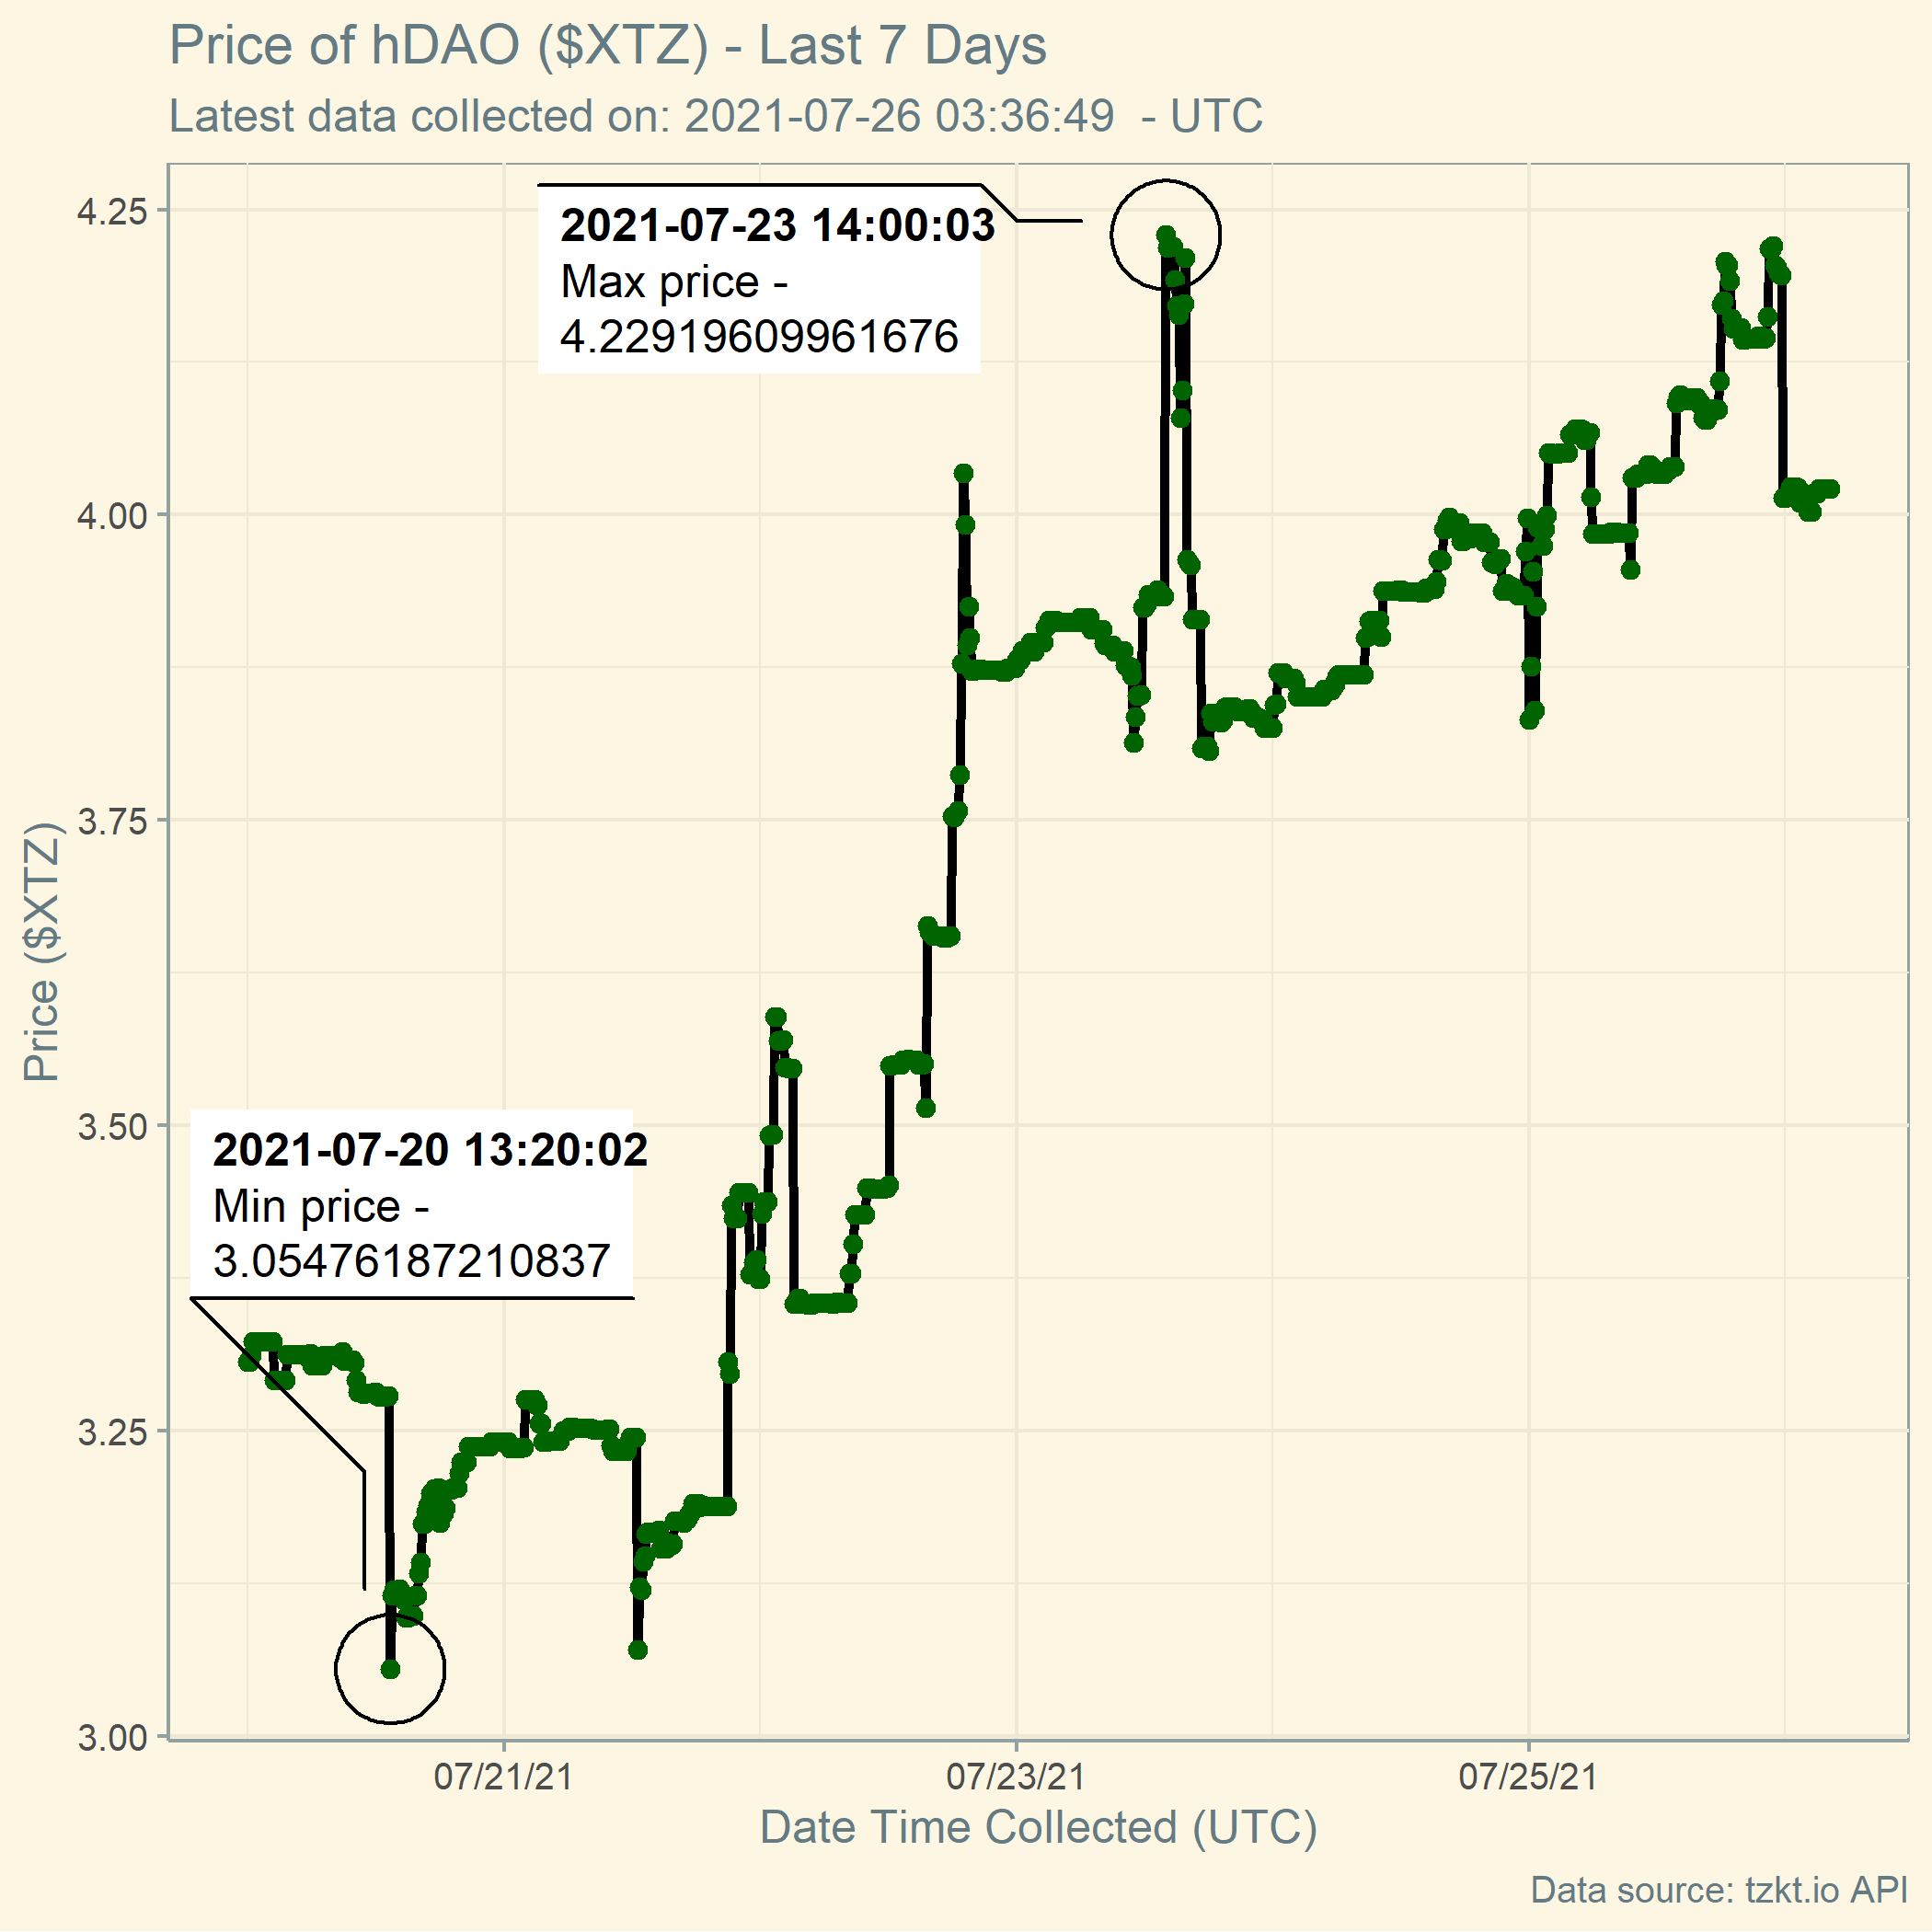 Price of hDAO ($XTZ) - Last 7 Days
Latest data collected on: 2021-07-26 03:36:49  - UTC
4.25
4.00
3.75
3.50
3.25
3.00
Price ($XTZ)
2021-07-23 14:00:03
Max price -
4.22919609961676
2021-07-20 13:20:02
Min price -
3.05476187210837
07/21/21
07/23/21
07/25/21
Date Time Collected (UTC)
Data source: tzkt.io API